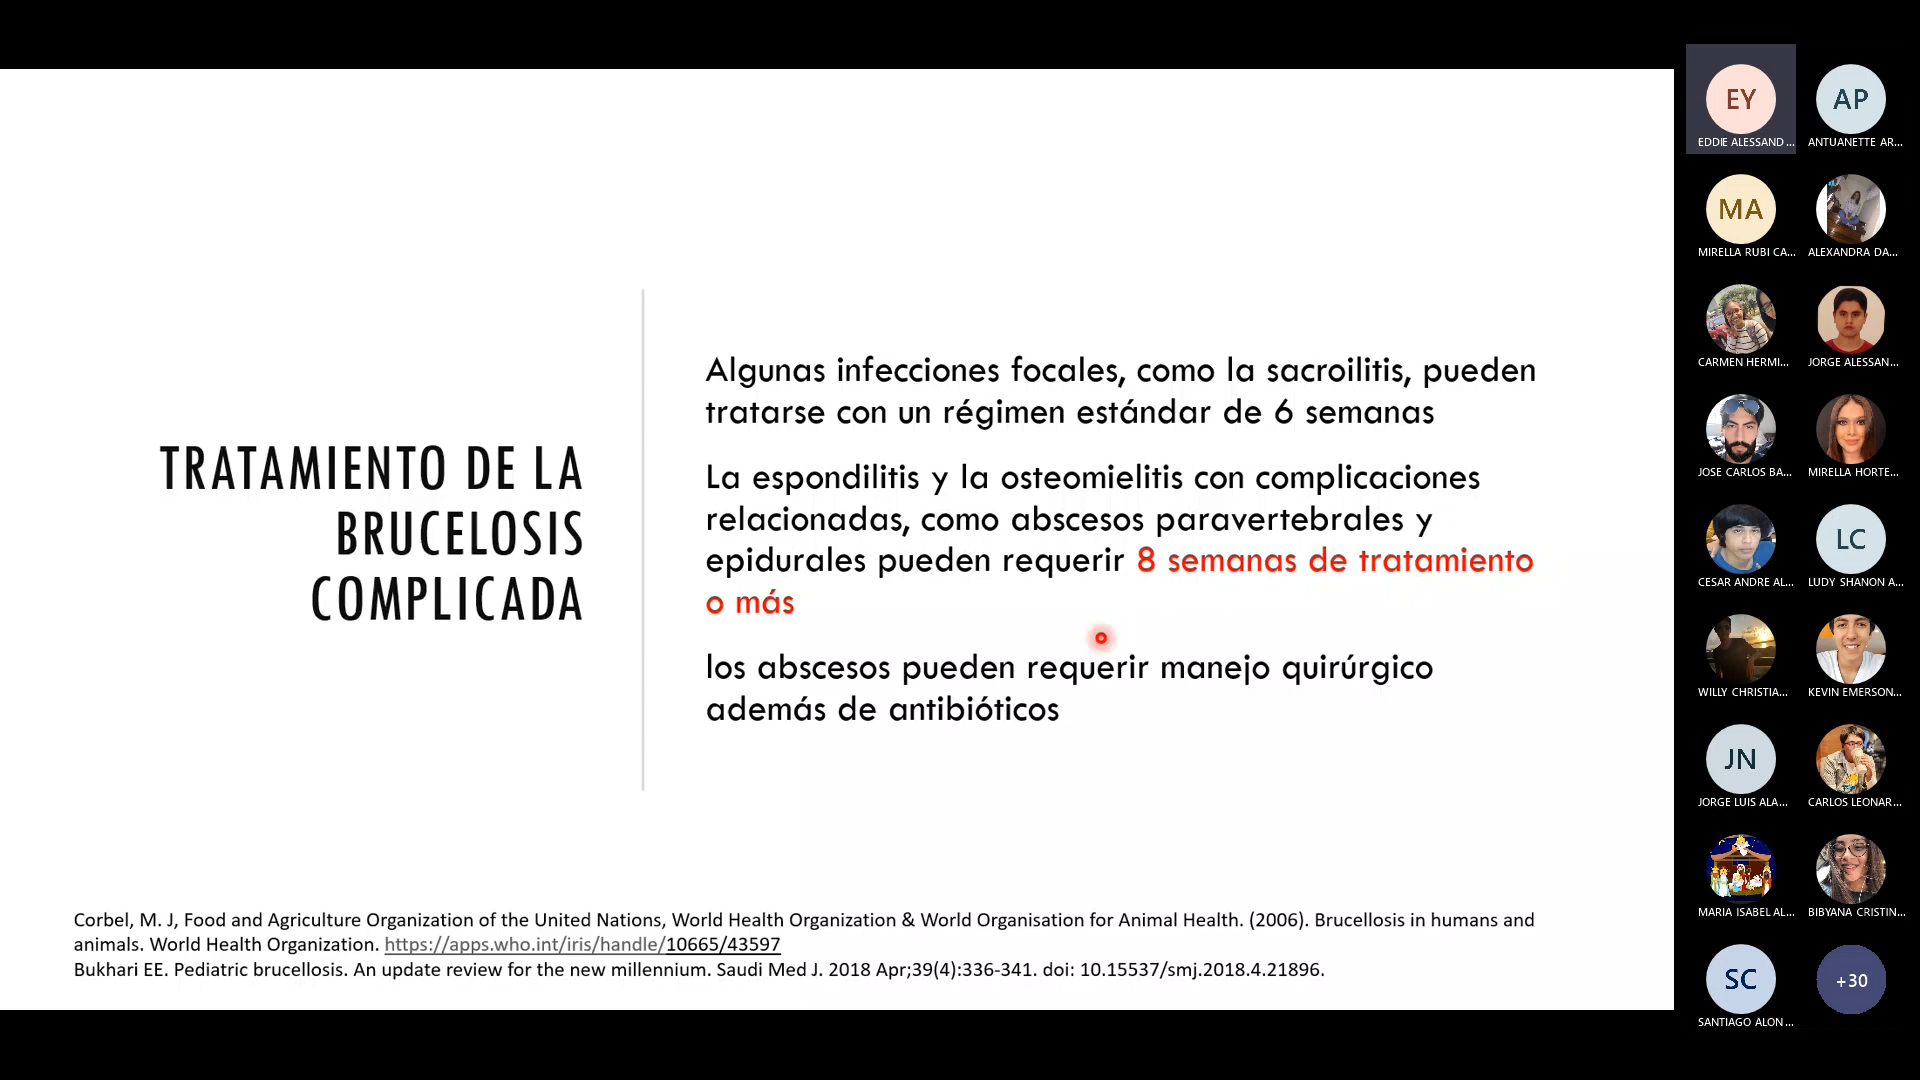 TRATAMIENTO DE LA
BRUCELOSIS
COMPLICADA
Algunas infecciones focales, como la sacroilitis, pueden
tratarse con un régimen estándar de 6 semanas
La espondilitis y la osteomielitis con complicaciones
relacionadas, como abscesos paravertebrales y
epidurales pueden requerir 8 semanas de tratamiento
o más
los abscesos pueden requerir manejo quirúrgico
además de antibióticos
Corbel, M. J, Food and Agriculture Organization of the United Nations, World Health Organization & World Organisation for Animal Health. (2006). Brucellosis in humans and
animals. World Health Organization. https://apps.who.int/iris/handle/10665/43597
Bukhari EE. Pediatric brucellosis. An update review for the new millennium. Saudi Med J. 2018 Apr;39(4):336-341. doi: 10.15537/smj.2018.4.21896.
EY
AP
EDDIE ALESSAND...
ANTUANETTE AR...
MA
MIRELLA RUBI CA...
ALEXANDRA DA...
CARMEN HERMI...
JORGE ALESSAN...
JOSE CARLOS BA...
MIRELLA HORTE...
LC
CESAR ANDRE AL...
LUDY SHANON A...
WILLY CHRISTIA...
KEVIN EMERSON...
JN
JORGE LUIS ALA...
CARLOS LEONAR...
MARIA ISABEL AL...
BIBYANA CRISTIN...
SC
+30
SANTIAGO ALON...